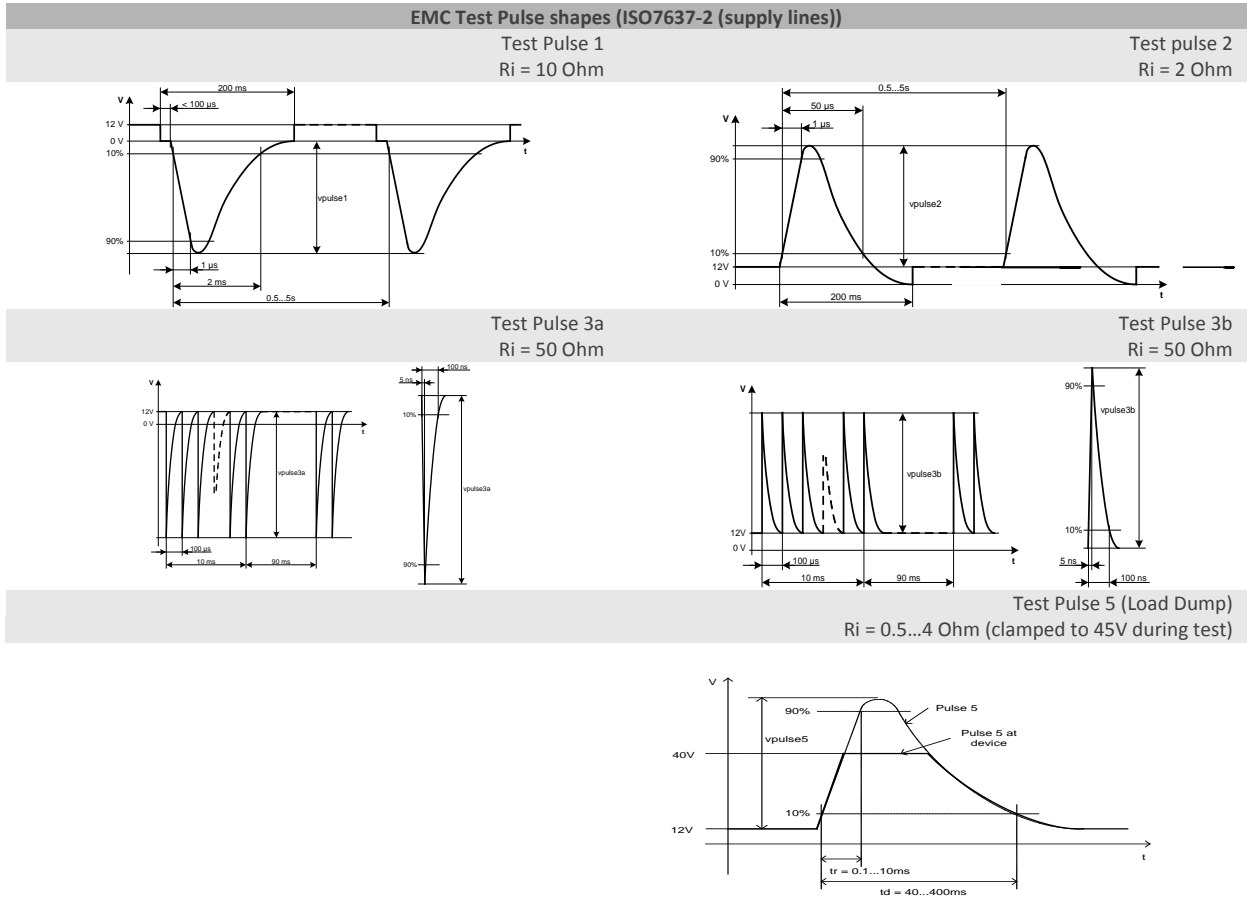 EMC Test Pulse shapes (ISO7637-2 (supply lines))
Test Pulse 1
Ri = 10 Ohm
Test pulse 2
Ri = 2 Ohm
200 ms
V
< 100 µs
12 V
0 V
10%
t
vpulse1
90%
1 µs
2 ms
0.5...5s
0.5...5s
50 µs
V
1 µs
90%
vpulse2
10%
12V
0 V
t
200 ms
Test Pulse 3a
Ri = 50 Ohm
Test Pulse 3b
Ri = 50 Ohm
V
12V
0 V
t
vpulse3a
100 µs
10 ms
90 ms
100 ns
5 ns
10%
vpulse3a
90%
V
vpulse3b
12V
0 V
t
100 µs
10 ms
90 ms
90%
vpulse3b
10%
5 ns
100 ns
Test Pulse 5 (Load Dump)
Ri = 0.5...4 Ohm (clamped to 45V during test)
V
90%
Pulse 5
vpulse5
Pulse 5 at
device
40V
10%
12V
t
tr = 0.1...10ms
td = 40...400ms